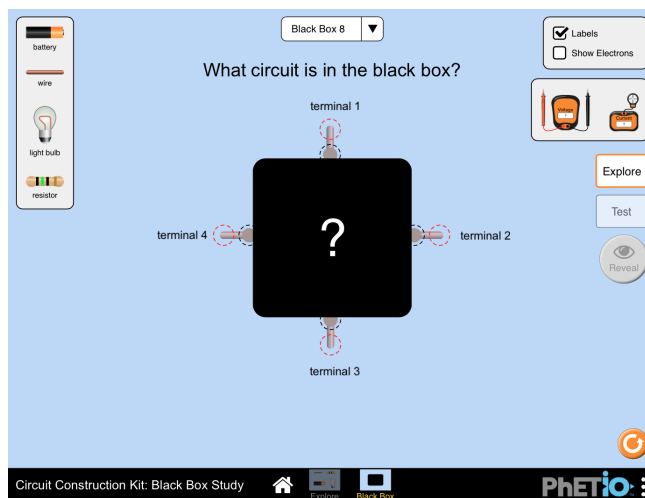 Black Box 8
Labels
Show Electrons
battery
What circuit is in the black box?
wire
terminal 1
Voltage
?
Current
?
light bulb
Explore
resistor
Test
terminal 4
?
terminal 2
Reveal
terminal 3
Circuit Construction Kit: Black Box Study
Explore
Black Box
PhETiO